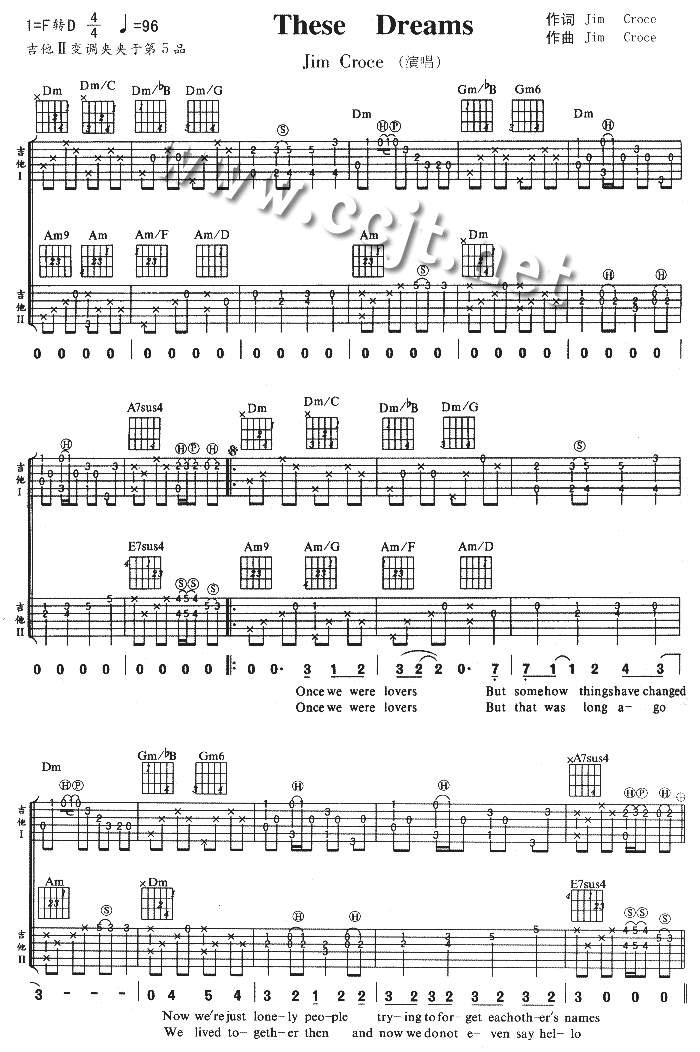 These Dreams
1=F转D 4/4 ♩=96
吉他Ⅱ变调夹夹于第5品
作词 Jim Croce
作曲 Jim Croce
Jim Croce (演唱)
Dm Dm/C Dm/♭B Dm/G Dm Gm/♭B Gm6 Dm
吉他Ⅰ
www.ccjt.net
Am9 Am Am/F Am/D Am Dm
吉他Ⅱ
0 0 0 0 | 0 0 0 0 | 0 0 0 0 | 0 0 0 0 | 0 0 0 0 | 0 0 0 0
A7sus4 Dm Dm/C Dm/♭B Dm/G
吉他Ⅰ
E7sus4 Am9 Am/G Am/F Am/D
吉他Ⅱ
0 0 0 0 | 0 0 0 0 |: 0 0· 3 1 2 | 3 2 2 0· 7 | 7 1 1 2 4 3
Once we were lovers But somehow things have changed
Once we were lovers But that was long a- go
Dm Gm/♭B Gm6 A7sus4
吉他Ⅰ
Am Dm E7sus4
吉他Ⅱ
3 - - - | 0 4 5 4 | 3 2 1 2 2 | 3 2 2 2 2 2 2 | 1 2 1 1 2
Now we're just lone-ly peo-ple try-ing to for-get each oth-er's names
We lived to-geth-er then and now we do not e-ven say hel-lo